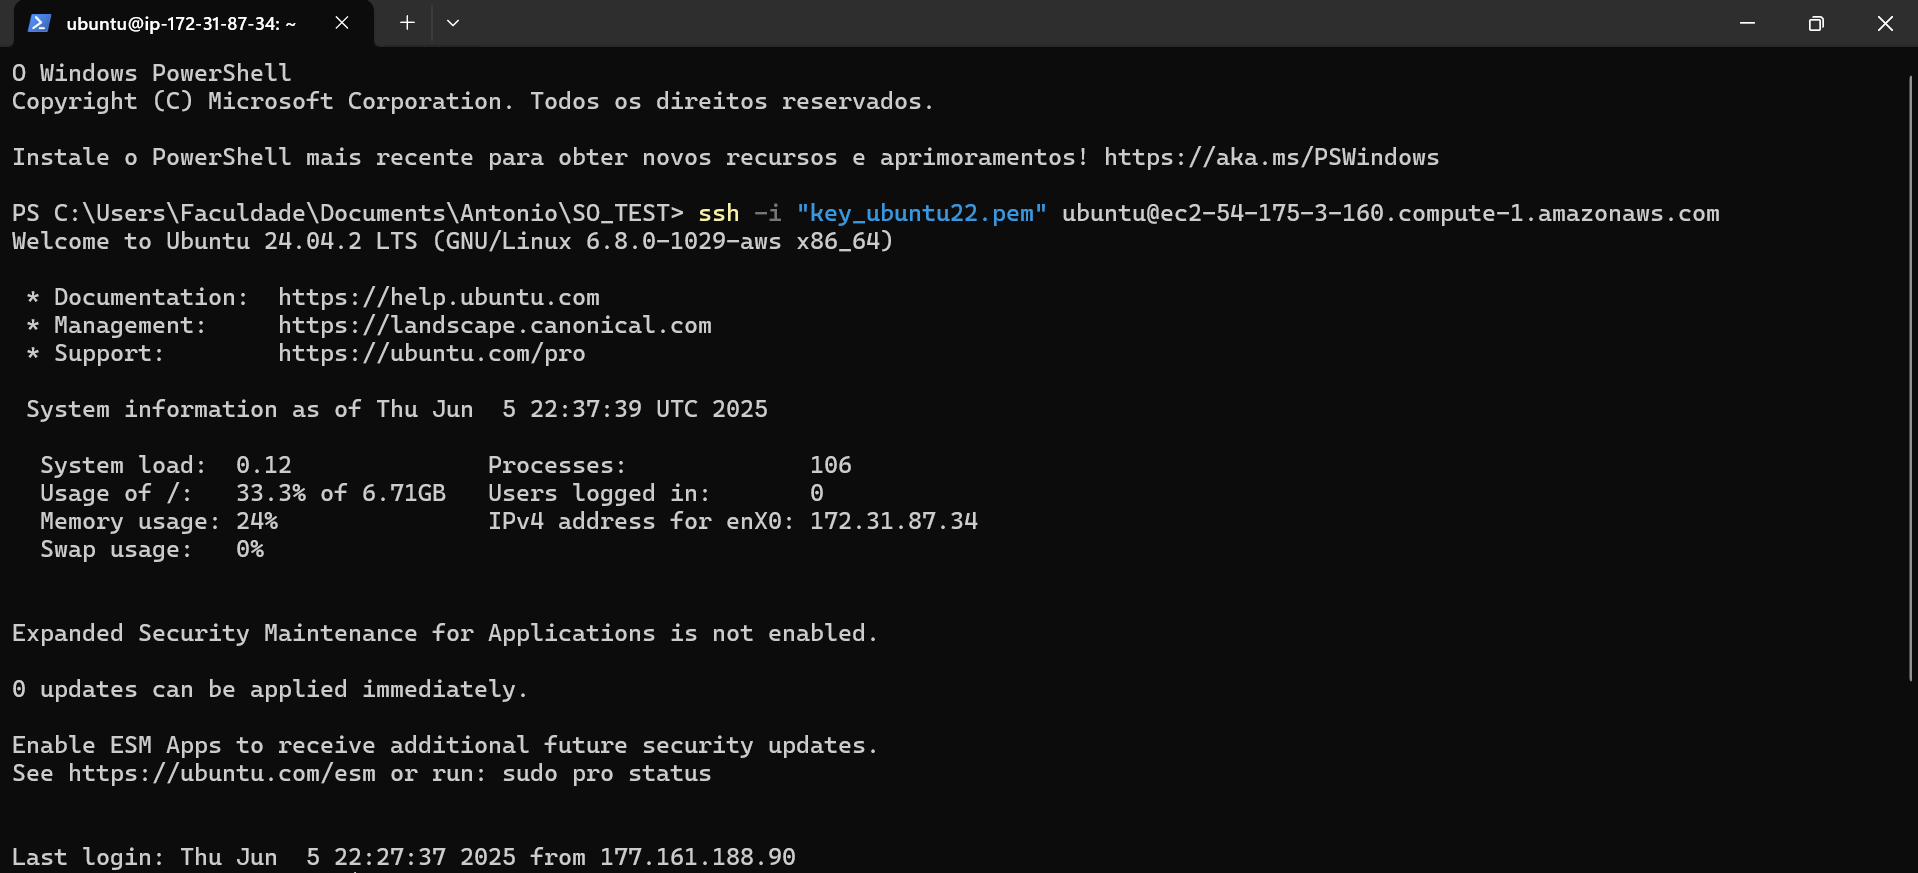 ubuntu@ip-172-31-87-34: ~
O Windows PowerShell
Copyright (C) Microsoft Corporation. Todos os direitos reservados.
Instale o PowerShell mais recente para obter novos recursos e aprimoramentos! https://aka.ms/PSWindows
PS C:\Users\Faculdade\Documents\Antonio\SO_TEST> ssh -i "key_ubuntu22.pem" ubuntu@ec2-54-175-3-160.compute-1.amazonaws.com
Welcome to Ubuntu 24.04.2 LTS (GNU/Linux 6.8.0-1029-aws x86_64)
* Documentation:  https://help.ubuntu.com
* Management:     https://landscape.canonical.com
* Support:        https://ubuntu.com/pro
System information as of Thu Jun  5 22:37:39 UTC 2025
System load:  0.12              Processes:             106
Usage of /:   33.3% of 6.71GB   Users logged in:       0
Memory usage: 24%               IPv4 address for enX0: 172.31.87.34
Swap usage:   0%
Expanded Security Maintenance for Applications is not enabled.
0 updates can be applied immediately.
Enable ESM Apps to receive additional future security updates.
See https://ubuntu.com/esm or run: sudo pro status
Last login: Thu Jun  5 22:27:37 2025 from 177.161.188.90